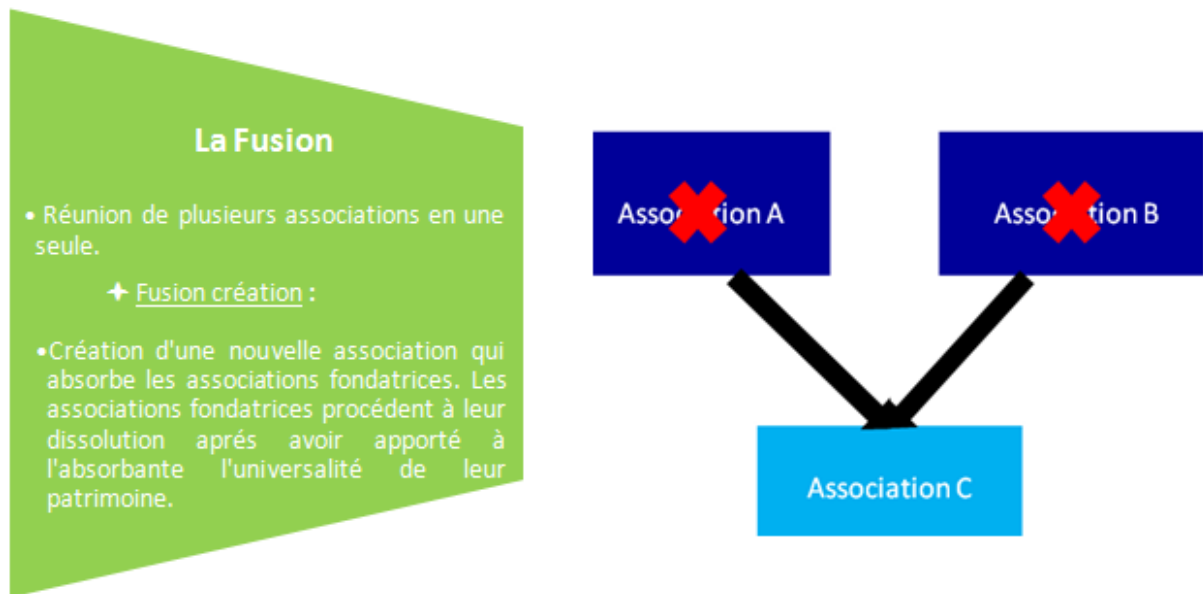 La Fusion
• Réunion de plusieurs associations en une
seule.
✦ Fusion création :
•Création d'une nouvelle association qui
absorbe les associations fondatrices. Les
associations fondatrices procédent à leur
dissolution aprés avoir apporté à
l'absorbante l'universalité de leur
patrimoine.
Association A
Association B
Association C